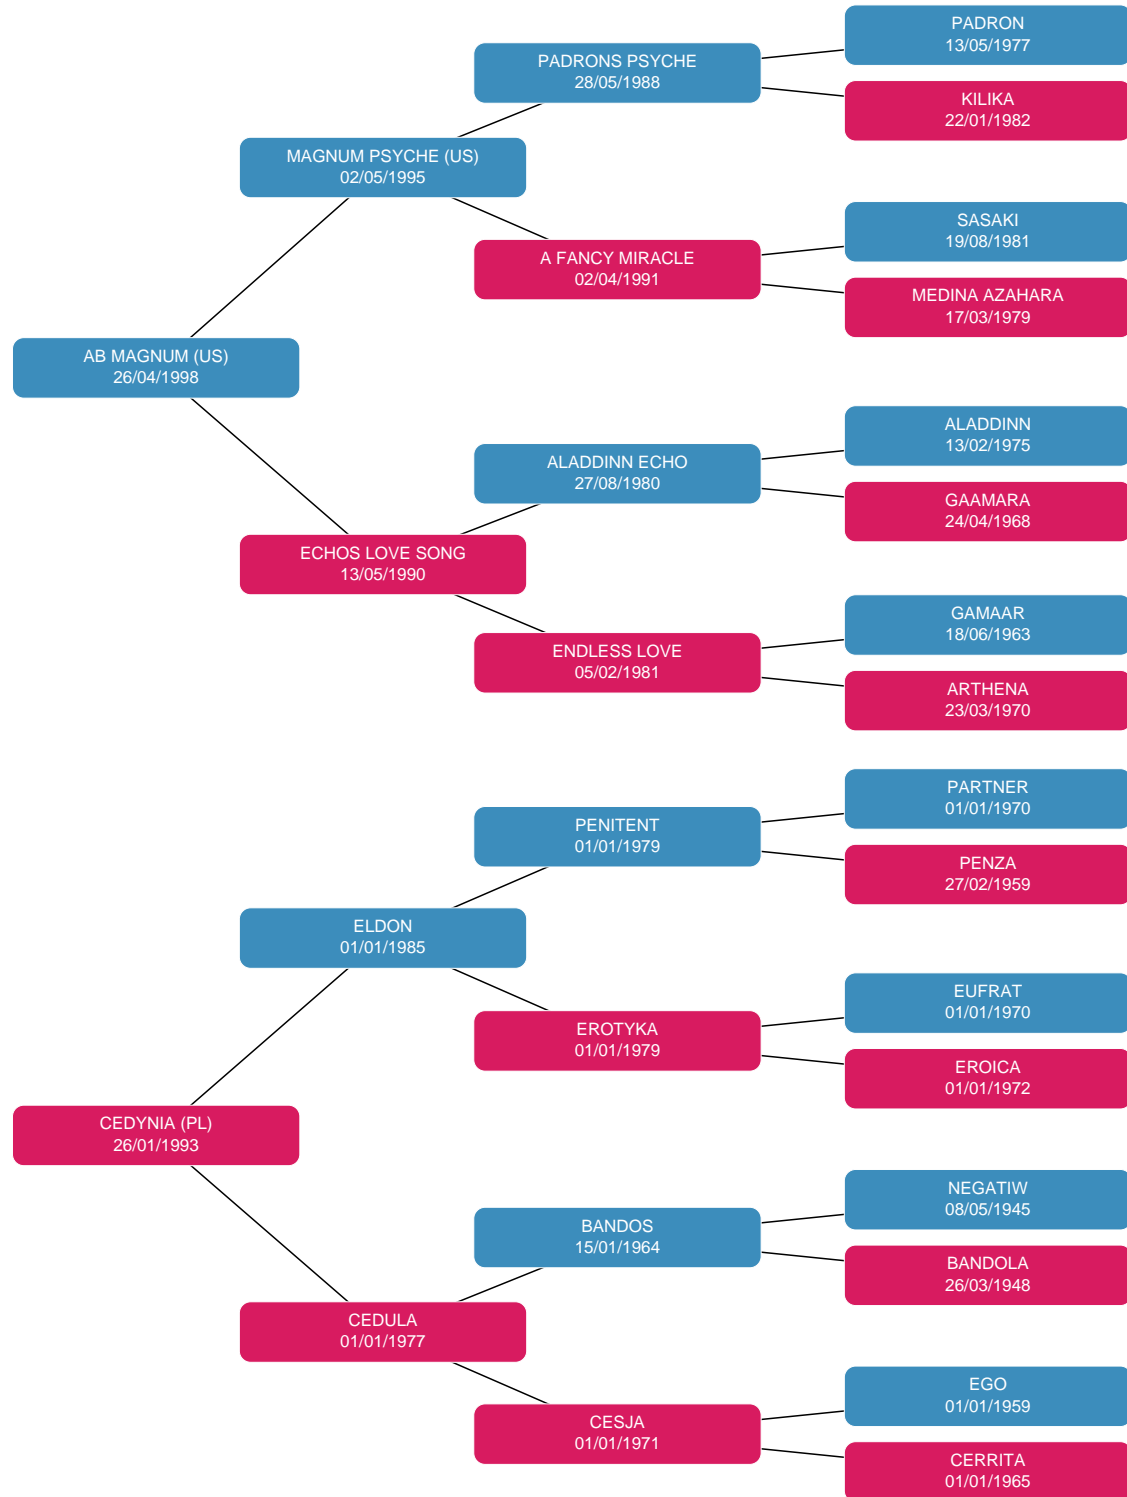 PADRON
13/05/1977
PADRONS PSYCHE
28/05/1988
KILIKA
22/01/1982
MAGNUM PSYCHE (US)
02/05/1995
SASAKI
19/08/1981
A FANCY MIRACLE
02/04/1991
MEDINA AZAHARA
17/03/1979
AB MAGNUM (US)
26/04/1998
ALADDINN
13/02/1975
ALADDINN ECHO
27/08/1980
GAAMARA
24/04/1968
ECHOS LOVE SONG
13/05/1990
GAMAAR
18/06/1963
ENDLESS LOVE
05/02/1981
ARTHENA
23/03/1970
PARTNER
01/01/1970
PENITENT
01/01/1979
PENZA
27/02/1959
ELDON
01/01/1985
EUFRAT
01/01/1970
EROTYKA
01/01/1979
EROICA
01/01/1972
CEDYNIA (PL)
26/01/1993
NEGATIW
08/05/1945
BANDOS
15/01/1964
BANDOLA
26/03/1948
CEDULA
01/01/1977
EGO
01/01/1959
CESJA
01/01/1971
CERRITA
01/01/1965